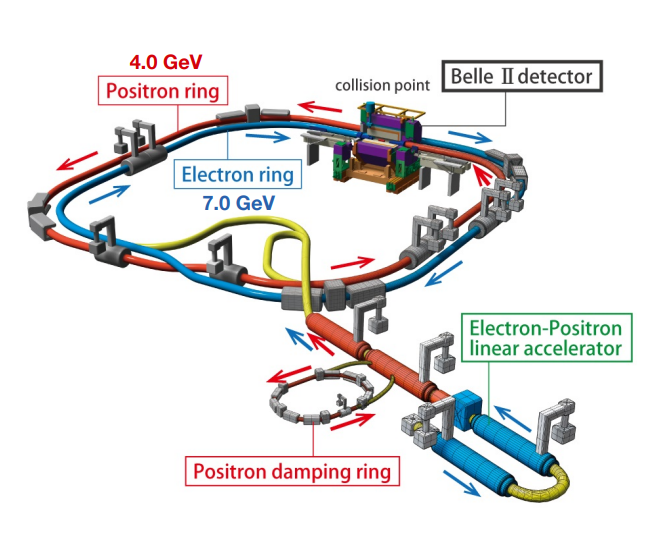 4.0 GeV
Positron ring
collision point
Belle II detector
Electron ring
7.0 GeV
Electron-Positron
linear accelerator
Positron damping ring